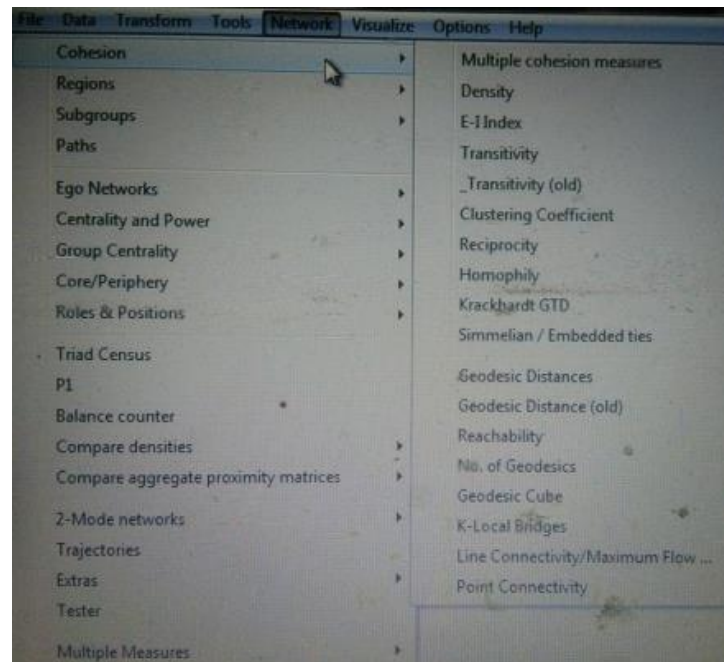 File Data Transform Tools Network Visualize Options Help
Cohesion
Regions
Subgroups
Paths
Ego Networks
Centrality and Power
Group Centrality
Core/Periphery
Roles & Positions
Triad Census
P1
Balance counter
Compare densities
Compare aggregate proximity matrices
2-Mode networks
Trajectories
Extras
Tester
Multiple Measures
Multiple cohesion measures
Density
E-I Index
Transitivity
_Transitivity (old)
Clustering Coefficient
Reciprocity
Homophily
Krackhardt GTD
Simmelian / Embedded ties
Geodesic Distances
Geodesic Distance (old)
Reachability
No. of Geodesics
Geodesic Cube
K-Local Bridges
Line Connectivity/Maximum Flow ...
Point Connectivity